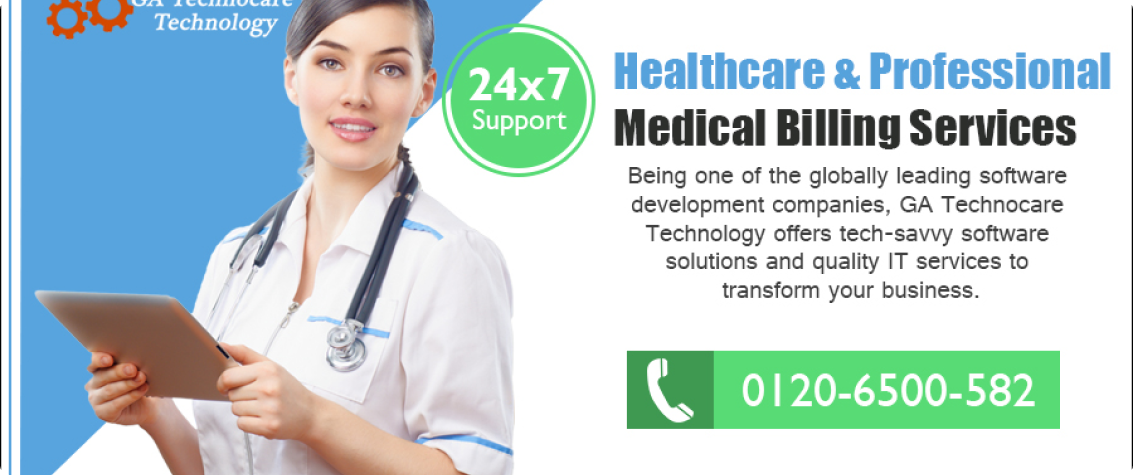 GA Technocare
Technology
24x7
Support
Healthcare & Professional
Medical Billing Services
Being one of the globally leading software
development companies, GA Technocare
Technology offers tech-savvy software
solutions and quality IT services to
transform your business.
0120-6500-582